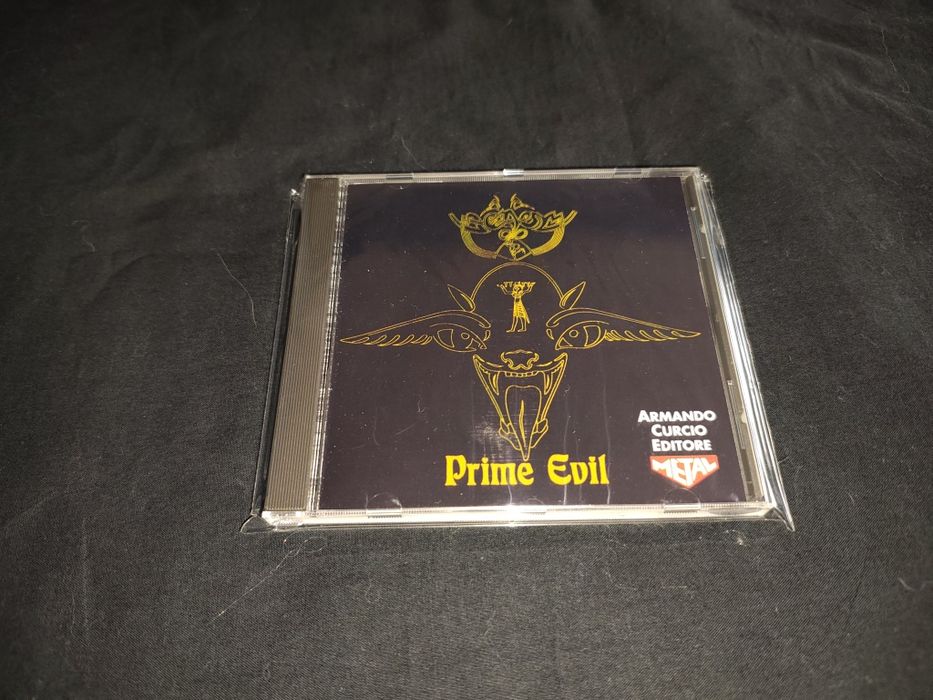 Prime Evil
ARMANDO
CURCIO
EDITORE
METAL